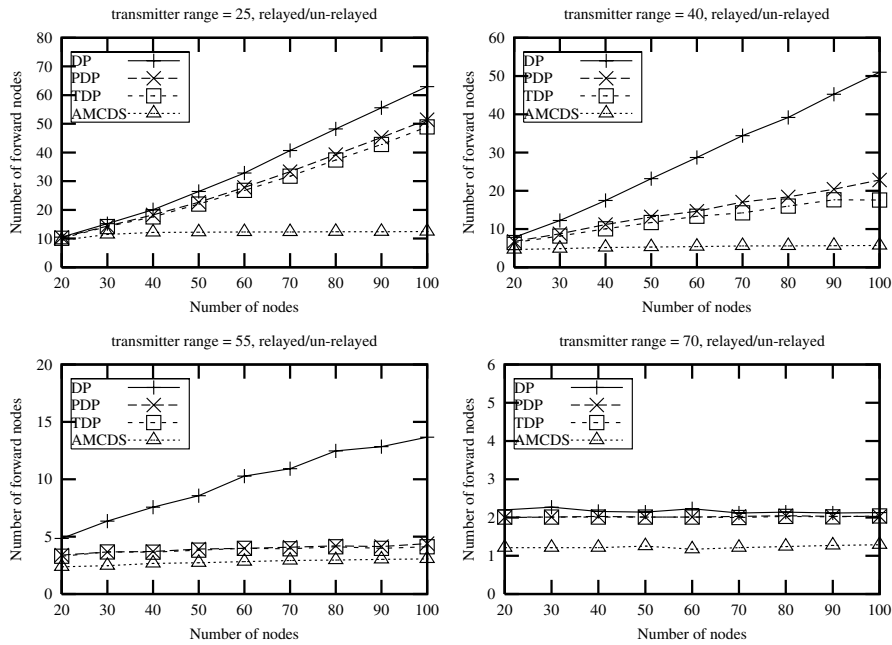 transmitter range = 25, relayed/un-relayed
Number of forward nodes
80
70
60
50
40
30
20
10
0
DP
PDP
TDP
AMCDS
20 30 40 50 60 70 80 90 100
Number of nodes
transmitter range = 40, relayed/un-relayed
Number of forward nodes
60
50
40
30
20
10
0
DP
PDP
TDP
AMCDS
20 30 40 50 60 70 80 90 100
Number of nodes
transmitter range = 55, relayed/un-relayed
Number of forward nodes
20
15
10
5
0
DP
PDP
TDP
AMCDS
20 30 40 50 60 70 80 90 100
Number of nodes
transmitter range = 70, relayed/un-relayed
Number of forward nodes
6
5
4
3
2
1
0
DP
PDP
TDP
AMCDS
20 30 40 50 60 70 80 90 100
Number of nodes